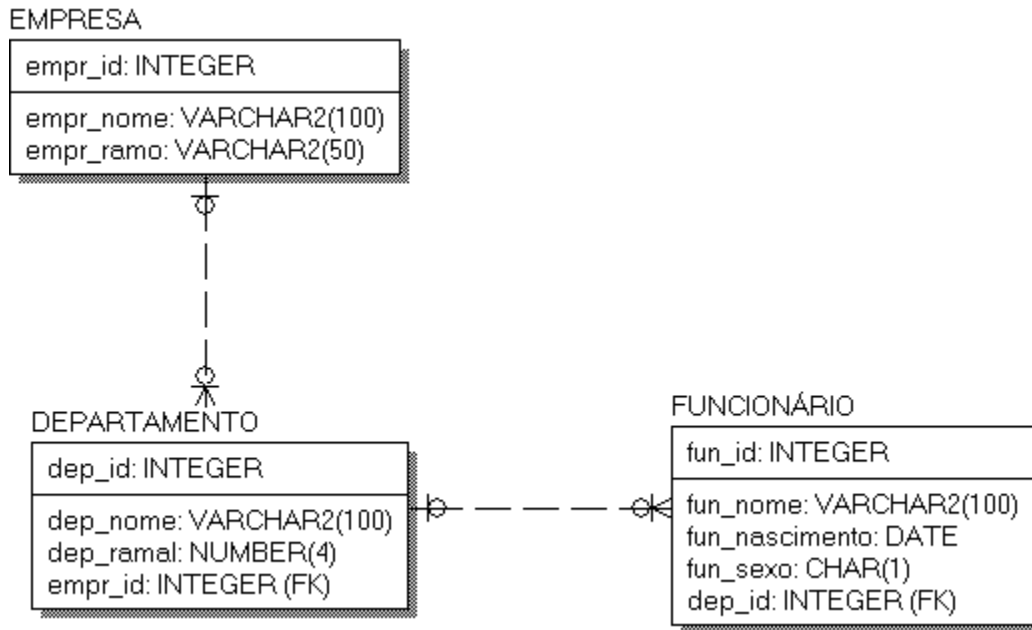 EMPRESA
empr_id: INTEGER
empr_nome: VARCHAR2(100)
empr_ramo: VARCHAR2(50)
DEPARTAMENTO
dep_id: INTEGER
dep_nome: VARCHAR2(100)
dep_ramal: NUMBER(4)
empr_id: INTEGER (FK)
FUNCIONÁRIO
fun_id: INTEGER
fun_nome: VARCHAR2(100)
fun_nascimento: DATE
fun_sexo: CHAR(1)
dep_id: INTEGER (FK)